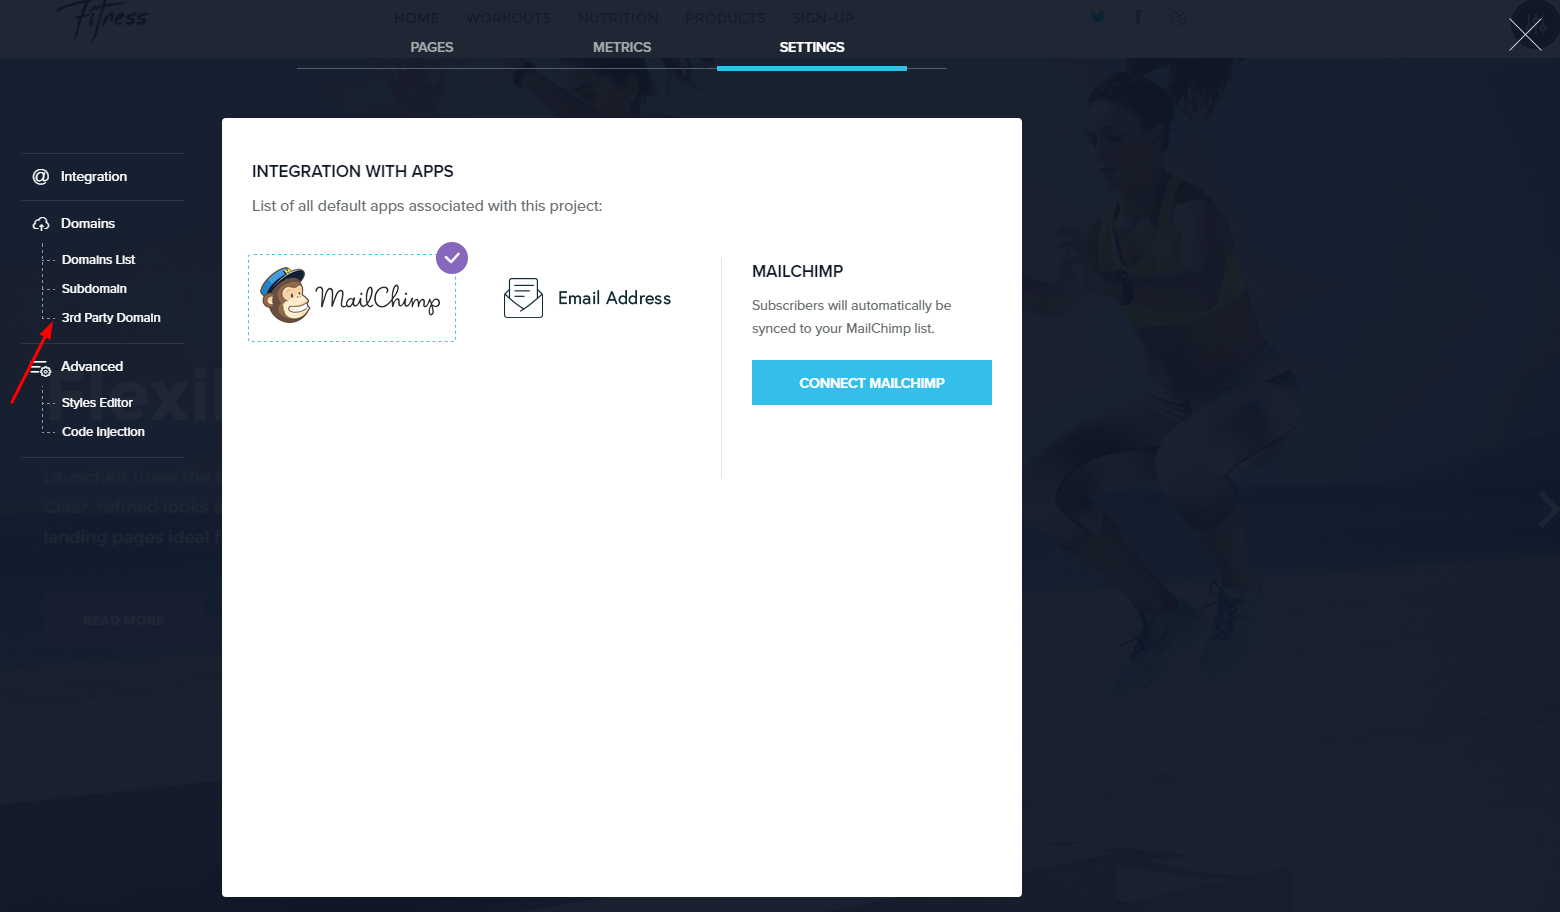 Fitness
HOME WORKOUTS NUTRITION PRODUCTS SIGN-UP
PAGES METRICS SETTINGS
Integration
Domains
Domains List
Subdomain
3rd Party Domain
Advanced
Styles Editor
Code Injection
INTEGRATION WITH APPS
List of all default apps associated with this project:
MailChimp
Email Address
MAILCHIMP
Subscribers will automatically be
synced to your MailChimp list.
CONNECT MAILCHIMP
Flexil
Launchkit fuses the
Clear, refined looks a
landing pages ideal f
READ MORE